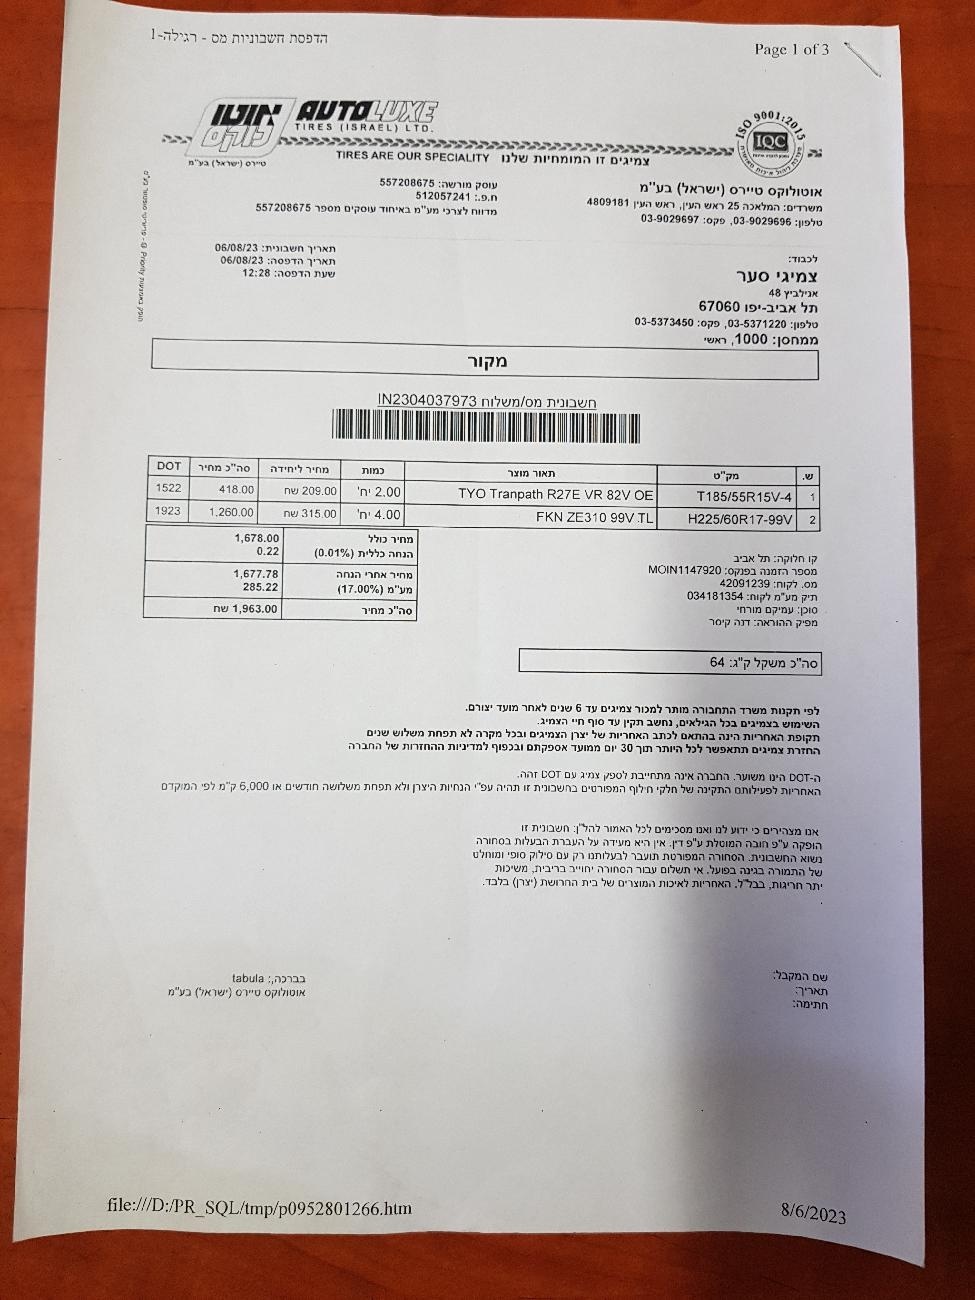 הדפסת חשבוניות מס - רגילה-1
Page 1 of 3
אוטו לוקס
AUTOLUXE
TIRES (ISRAEL) LTD.
טיירס (ישראל) בע"מ
צמיגים זו המומחיות שלנו TIRES ARE OUR SPECIALITY
ISO 9001:2015
IQC
אוטולוקס טיירס (ישראל) בע"מ
משרדים: המלאכה 25 ראש העין, ראש העין 4809181
טלפון: 03-9029696, פקס: 03-9029697
עוסק מורשה: 557208675
ח.פ.: 512057241
מדווח לצרכי מע"מ באיחוד עוסקים מספר 557208675
תאריך חשבונית: 06/08/23
תאריך הדפסה: 06/08/23
שעת הדפסה: 12:28
לכבוד:
צמיגי סער
אנילביץ 48
תל אביב-יפו 67060
טלפון: 03-5371220, פקס: 03-5373450
ממחסן: 1000, ראשי
מקור
חשבונית מס/משלוח IN2304037973
ש. מק"ט תאור מוצר כמות מחיר ליחידה סה"כ מחיר DOT
1 T185/55R15V-4 TYO Tranpath R27E VR 82V OE 2.00 יח' 209.00 שח 418.00 1522
2 H225/60R17-99V FKN ZE310 99V TL 4.00 יח' 315.00 שח 1,260.00 1923
מחיר כולל 1,678.00
הנחה כללית (0.01%) 0.22
מחיר אחרי הנחה 1,677.78
מע"מ (17.00%) 285.22
סה"כ מחיר 1,963.00 שח
קו חלוקה: תל אביב
מספר הזמנה בפנקס: MOIN1147920
מס. לקוח: 42091239
תיק מע"מ לקוח: 034181354
סוכן: עמיקם מורחי
מפיק ההוראה: דנה קיסר
סה"כ משקל ק"ג: 64
לפי תקנות משרד התחבורה מותר למכור צמיגים עד 6 שנים לאחר מועד יצורם.
השימוש בצמיגים בכל הגילאים, נחשב תקין עד סוף חיי הצמיג.
תקופת האחריות הינה בהתאם לכתב האחריות של יצרן הצמיגים ובכל מקרה לא תפחת משלוש שנים
החזרת צמיגים תתאפשר לכל היותר תוך 30 יום ממועד אספקתם ובכפוף למדיניות ההחזרות של החברה
ה-DOT הינו משוער. החברה אינה מתחייבת לספק צמיג עם DOT זהה.
האחריות לפעילותם התקינה של חלקי חילוף המפורטים בחשבונית זו תהיה עפ"י הנחיות היצרן ולא תפחת משלושה חודשים או 6,000 ק"מ לפי המוקדם
אנו מצהירים כי ידוע לנו ואנו מסכימים לכל האמור להל"ן: חשבונית זו
הופקה ע"פ חובה המוטלת ע"פ דין. אין היא מעידה על העברת הבעלות בסחורה
נשוא החשבונית. הסחורה המפורטת תועבר לבעלותנו רק עם סילוק סופי ומוחלט
של התמורה בגינה בפועל. אי תשלום עבור הסחורה יחוייב בריבית, משיכות
יתר חריגות, בבל"ל. האחריות לאיכות המוצרים של בית החרושת (יצרן) בלבד.
שם המקבל:
תאריך:
חתימה:
בברכה,: tabula
אוטולוקס טיירס (ישראל) בע"מ
file:///D:/PR_SQL/tmp/p0952801266.htm
8/6/2023